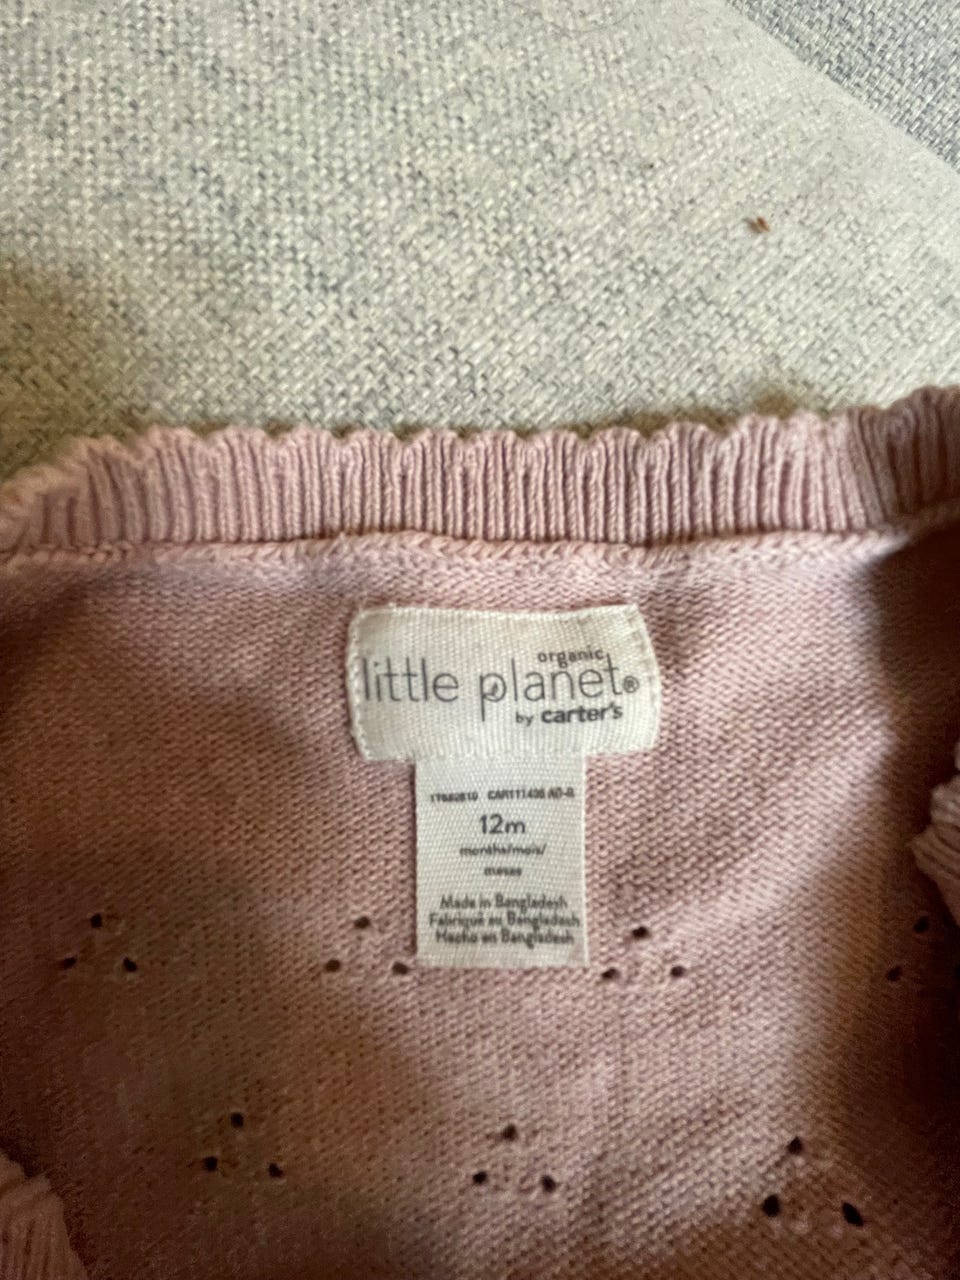 organic
little planet®
by carter's
12m
months/mois/
meses
Made in Bangladesh
Fabriqué au Bangladesh
Hecho en Bangladesh